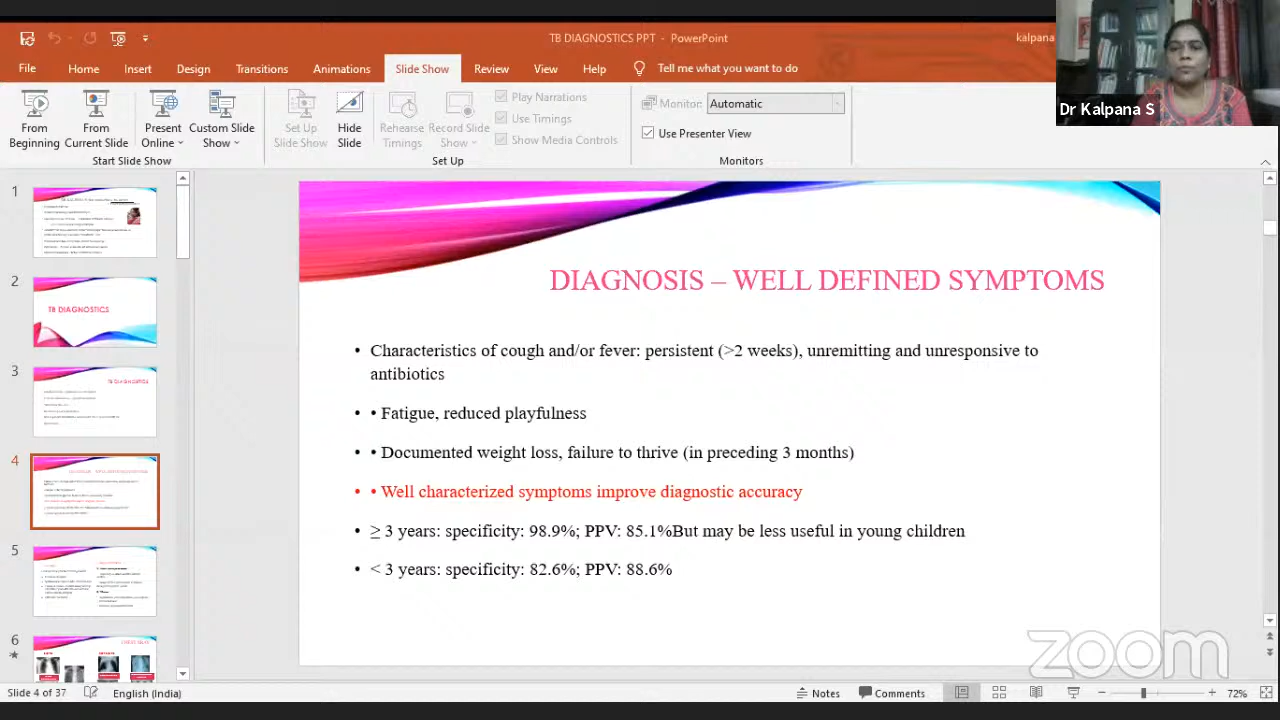 TB DIAGNOSTICS PPT - PowerPoint
kalpana
File Home Insert Design Transitions Animations Slide Show Review View Help Tell me what you want to do
From Beginning
From Current Slide
Present Online
Custom Slide Show
Start Slide Show
Set Up Slide Show
Hide Slide
Rehearse Timings
Record Slide Show
Play Narrations
Use Timings
Show Media Controls
Set Up
Monitor: Automatic
Use Presenter View
Monitors
Dr Kalpana S
1
2
TB DIAGNOSTICS
3
TB DIAGNOSTICS
4
5
6
DIAGNOSIS – WELL DEFINED SYMPTOMS
• Characteristics of cough and/or fever: persistent (>2 weeks), unremitting and unresponsive to
antibiotics
• • Fatigue, reduced playfulness
• • Documented weight loss, failure to thrive (in preceding 3 months)
• • Well characterized symptoms improve diagnostic accuracy
• ≥ 3 years: specificity: 98.9%; PPV: 85.1%But may be less useful in young children
• < 3 years: specificity: %; PPV: 88.6%
zoom
Slide 4 of 37 English (India) Notes Comments 72%